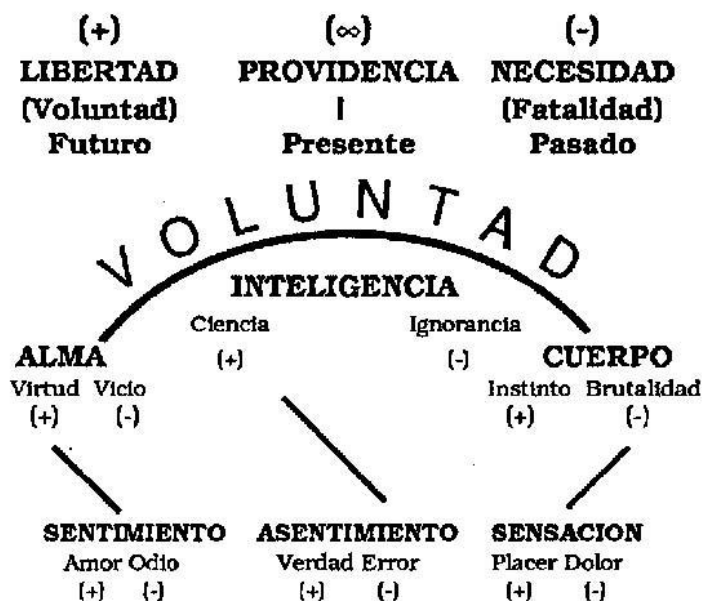 (+) (∞) (-)
LIBERTAD PROVIDENCIA NECESIDAD
(Voluntad) | (Fatalidad)
Futuro Presente Pasado
VOLUNTAD
INTELIGENCIA
Ciencia Ignorancia
(+) (-)
ALMA CUERPO
Virtud Vicio Instinto Brutalidad
(+) (-) (+) (-)
SENTIMIENTO ASENTIMIENTO SENSACION
Amor Odio Verdad Error Placer Dolor
(+) (-) (+) (-) (+) (-)